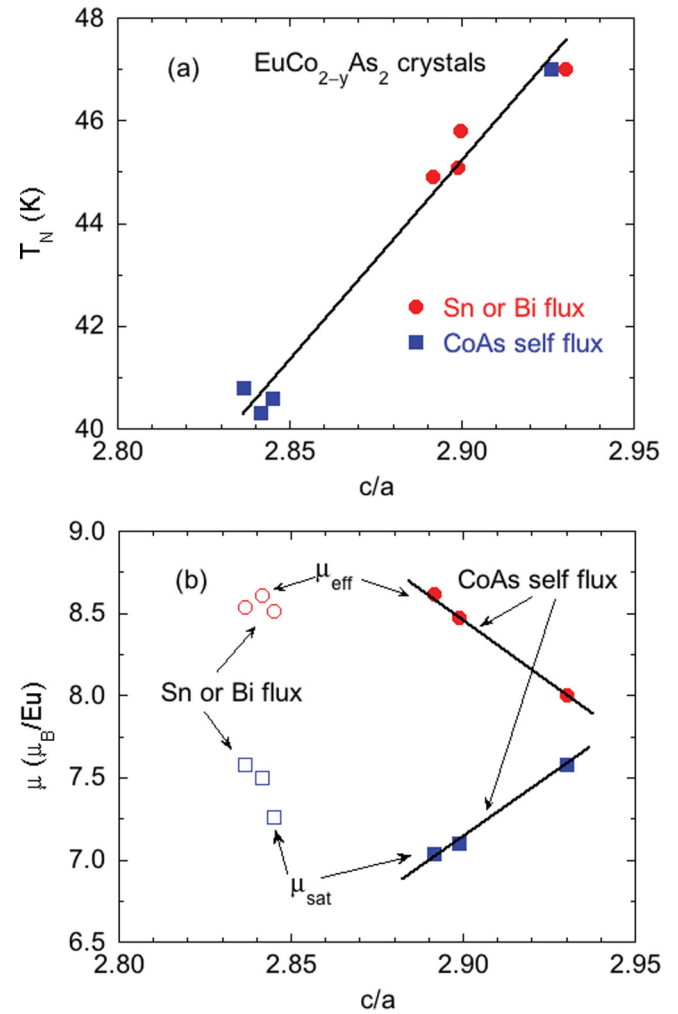 48
(a) EuCo₂₋yAs₂ crystals
46
T_N (K)
44
Sn or Bi flux
42
CoAs self flux
40
2.80 2.85 2.90 2.95
c/a
9.0
(b) μeff CoAs self flux
8.5
Sn or Bi flux
8.0
μ (μB/Eu)
7.5
7.0
μsat
6.5
2.80 2.85 2.90 2.95
c/a